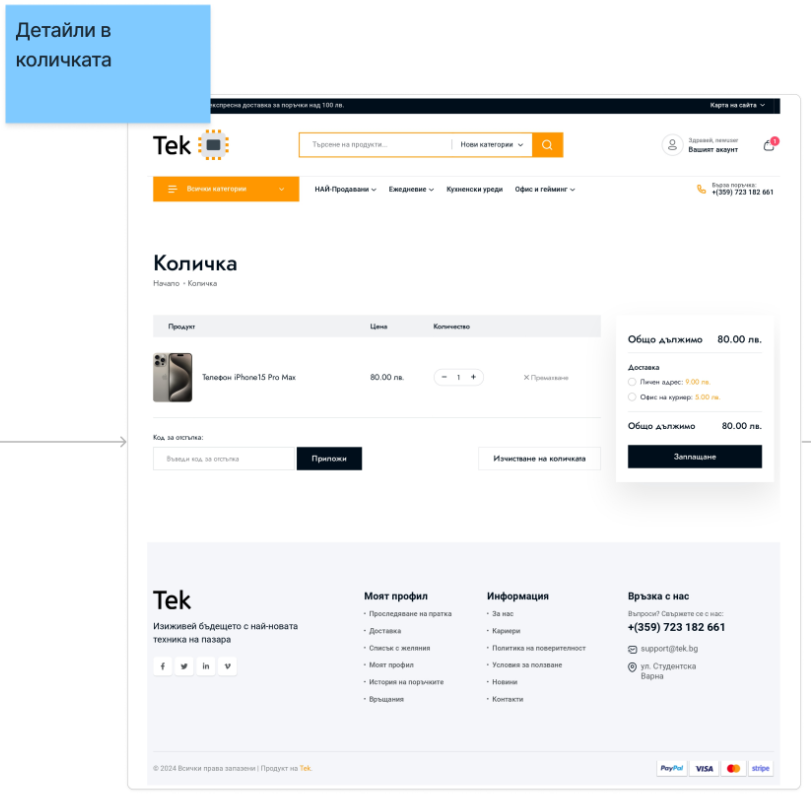 Детайли в
количката
експресна доставка за поръчки над 100 лв.
Карта на сайта
Tek
Търсене на продукти...
Нови категории
Здравей,
Вашият акаунт
1
Всички категории
НАЙ-Продавани
Ежедневие
Кухненски уреди
Офис и гейминг
Бърза поръчка:
+(359) 723 182 661
Количка
Начало - Количка
Продукт
Цена
Количество
Телефон iPhone15 Pro Max
80.00 лв.
− 1 +
× Премахване
Код за отстъпка:
Въведи код за отстъпка
Приложи
Изчистване на количката
Общо дължимо 80.00 лв.
Доставка
Личен адрес: 9.00 лв.
Офис на куриер: 5.00 лв.
Общо дължимо 80.00 лв.
Заплащане
Tek
Изживей бъдещето с най-новата
техника на пазара
Моят профил
· Проследяване на пратка
· Доставка
· Списък с желания
· Моят профил
· История на поръчките
· Връщания
Информация
· За нас
· Кариери
· Политика на поверителност
· Условия за ползване
· Новини
· Контакти
Връзка с нас
Въпроси? Свържете се с нас:
+(359) 723 182 661
support@tek.bg
ул. Студентска
Варна
© 2024 Всички права запазени | Продукт на Tek.
PayPal
VISA
stripe